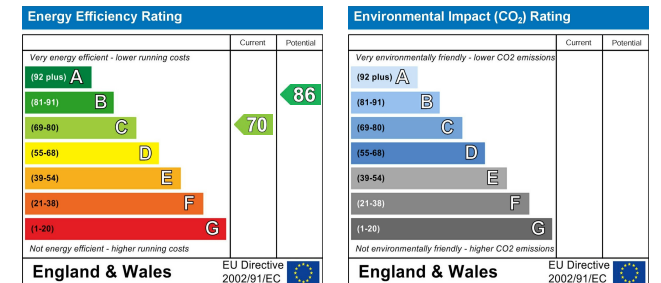 Energy Efficiency Rating
Current Potential
Very energy efficient - lower running costs
(92 plus) A
(81-91) B
(69-80) C
(55-68) D
(39-54) E
(21-38) F
(1-20) G
70
86
Not energy efficient - higher running costs
England & Wales
EU Directive
2002/91/EC
Environmental Impact (CO₂) Rating
Current Potential
Very environmentally friendly - lower CO2 emissions
(92 plus) A
(81-91) B
(69-80) C
(55-68) D
(39-54) E
(21-38) F
(1-20) G
Not environmentally friendly - higher CO2 emissions
England & Wales
EU Directive
2002/91/EC